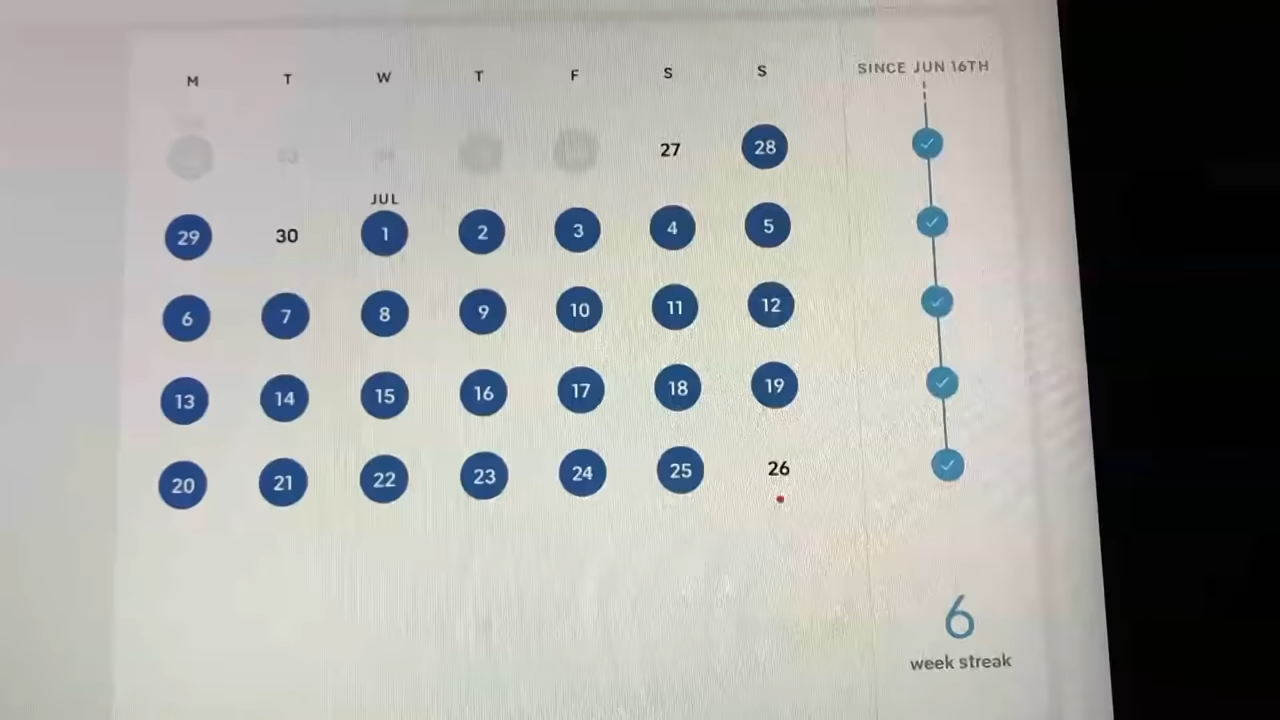 M T W T F S S
SINCE JUN 16TH
27 28
JUL
29 30 1 2 3 4 5
6 7 8 9 10 11 12
13 14 15 16 17 18 19
20 21 22 23 24 25 26
6
week streak